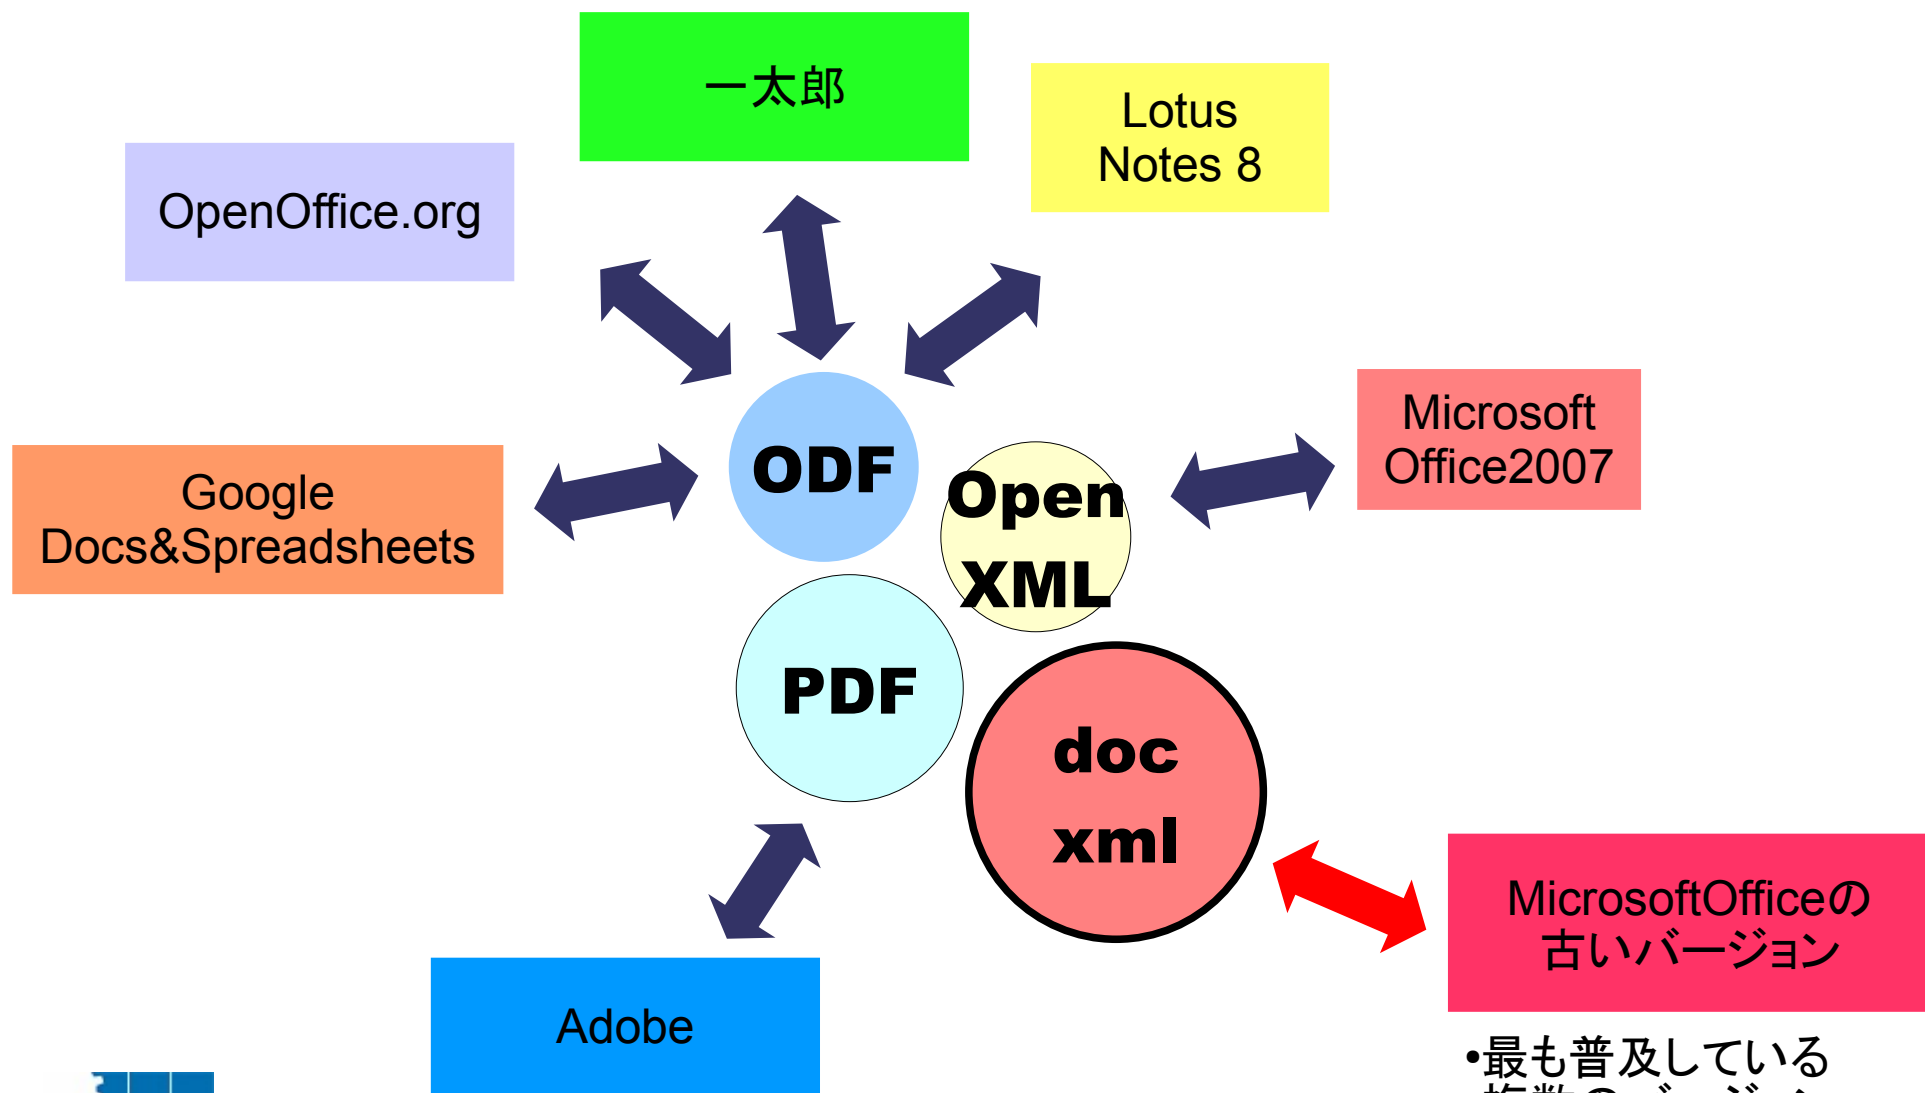 一太郎
Lotus
Notes 8
OpenOffice.org
Microsoft
Office2007
ODF
Open
XML
Google
Docs&Spreadsheets
PDF
doc
xml
MicrosoftOfficeの
古いバージョン
Adobe
•最も普及している